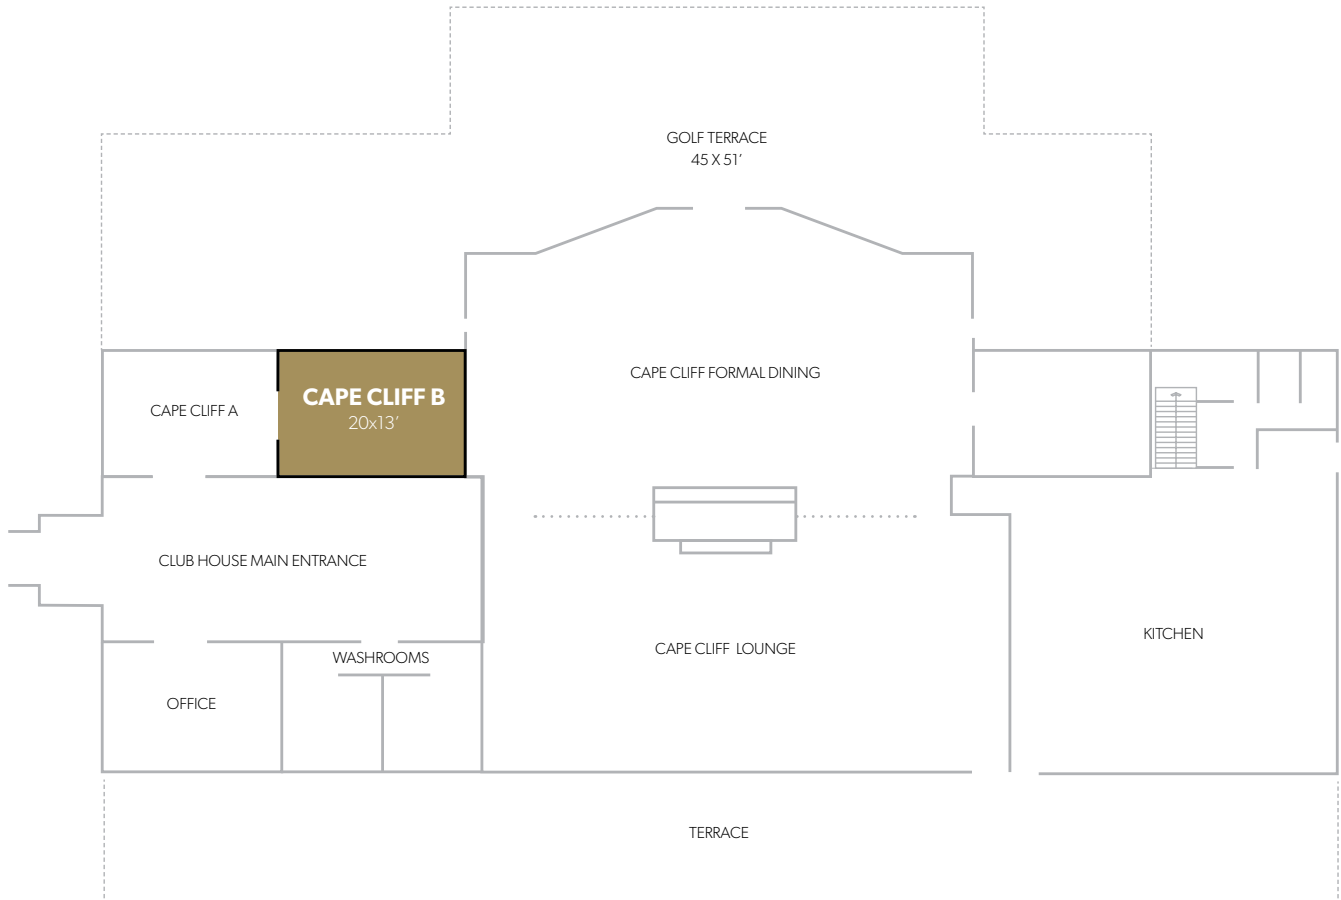 GOLF TERRACE
45 X 51'
CAPE CLIFF FORMAL DINING
CAPE CLIFF A
CAPE CLIFF B
20x13'
CLUB HOUSE MAIN ENTRANCE
KITCHEN
CAPE CLIFF LOUNGE
WASHROOMS
OFFICE
TERRACE